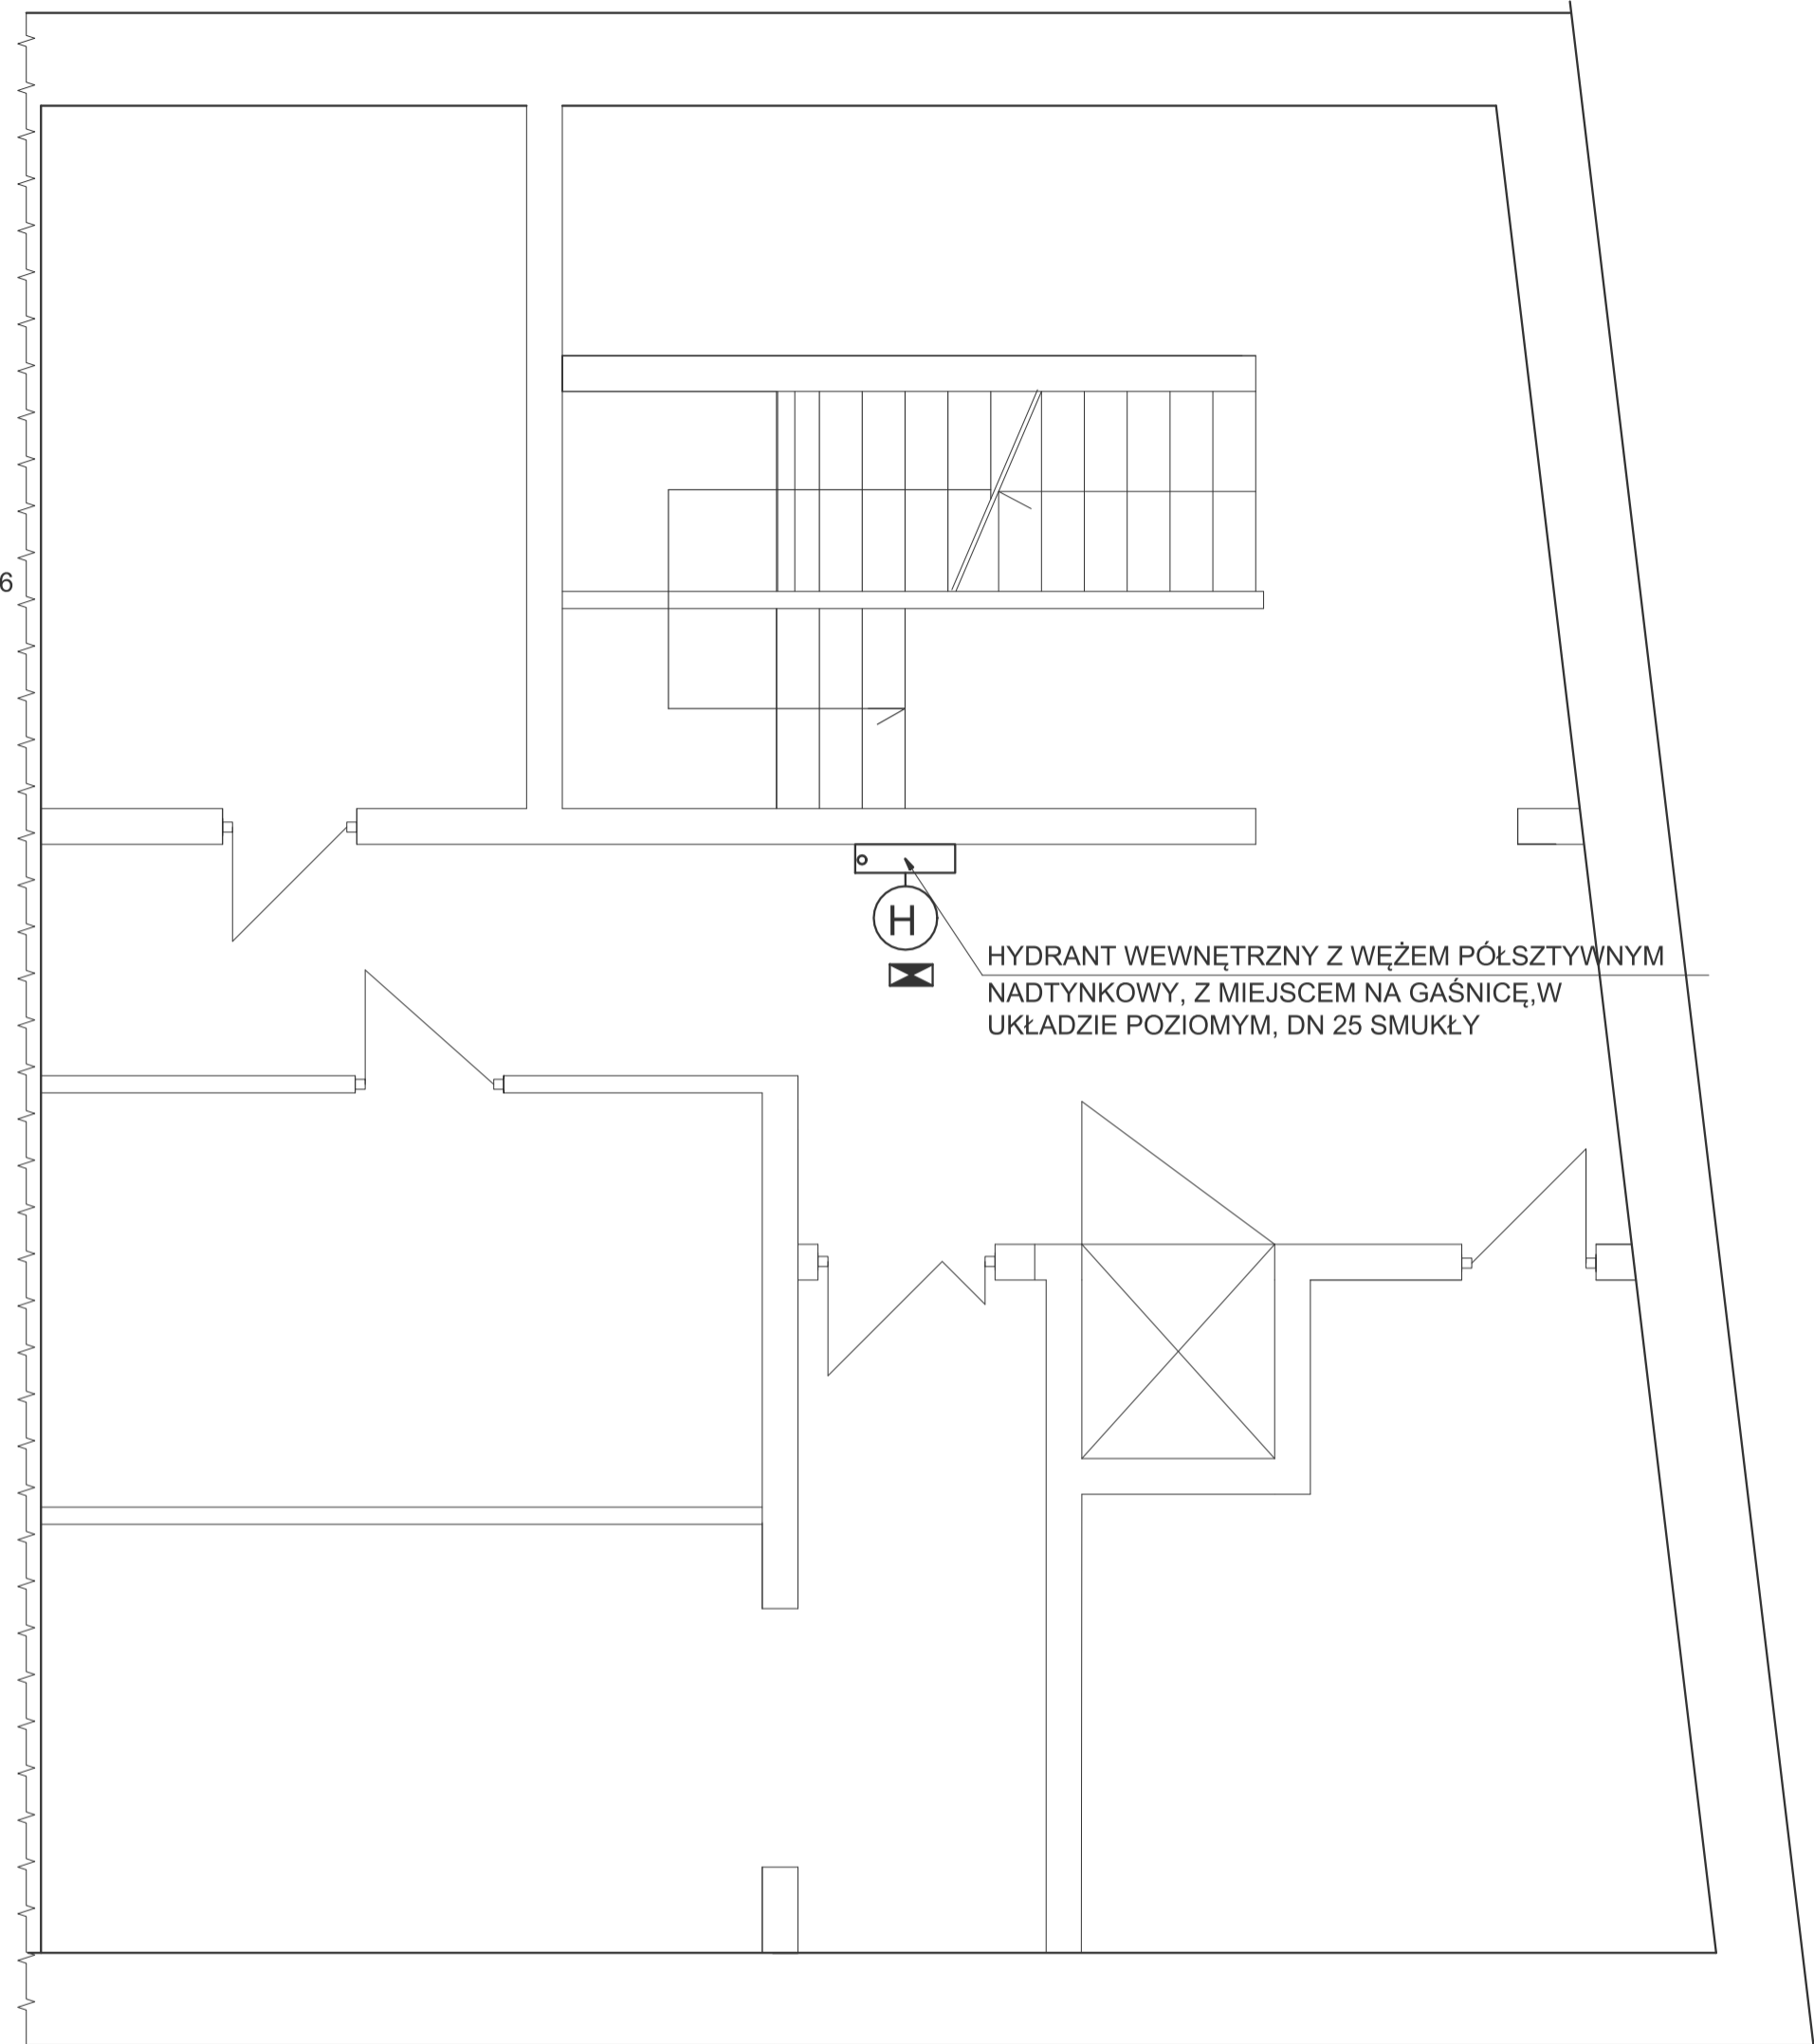 6
H
HYDRANT WEWNĘTRZNY Z WĘŻEM PÓŁSZTYWNYM
NADTYNKOWY, Z MIEJSCEM NA GAŚNICĘ,W
UKŁADZIE POZIOMYM, DN 25 SMUKŁY